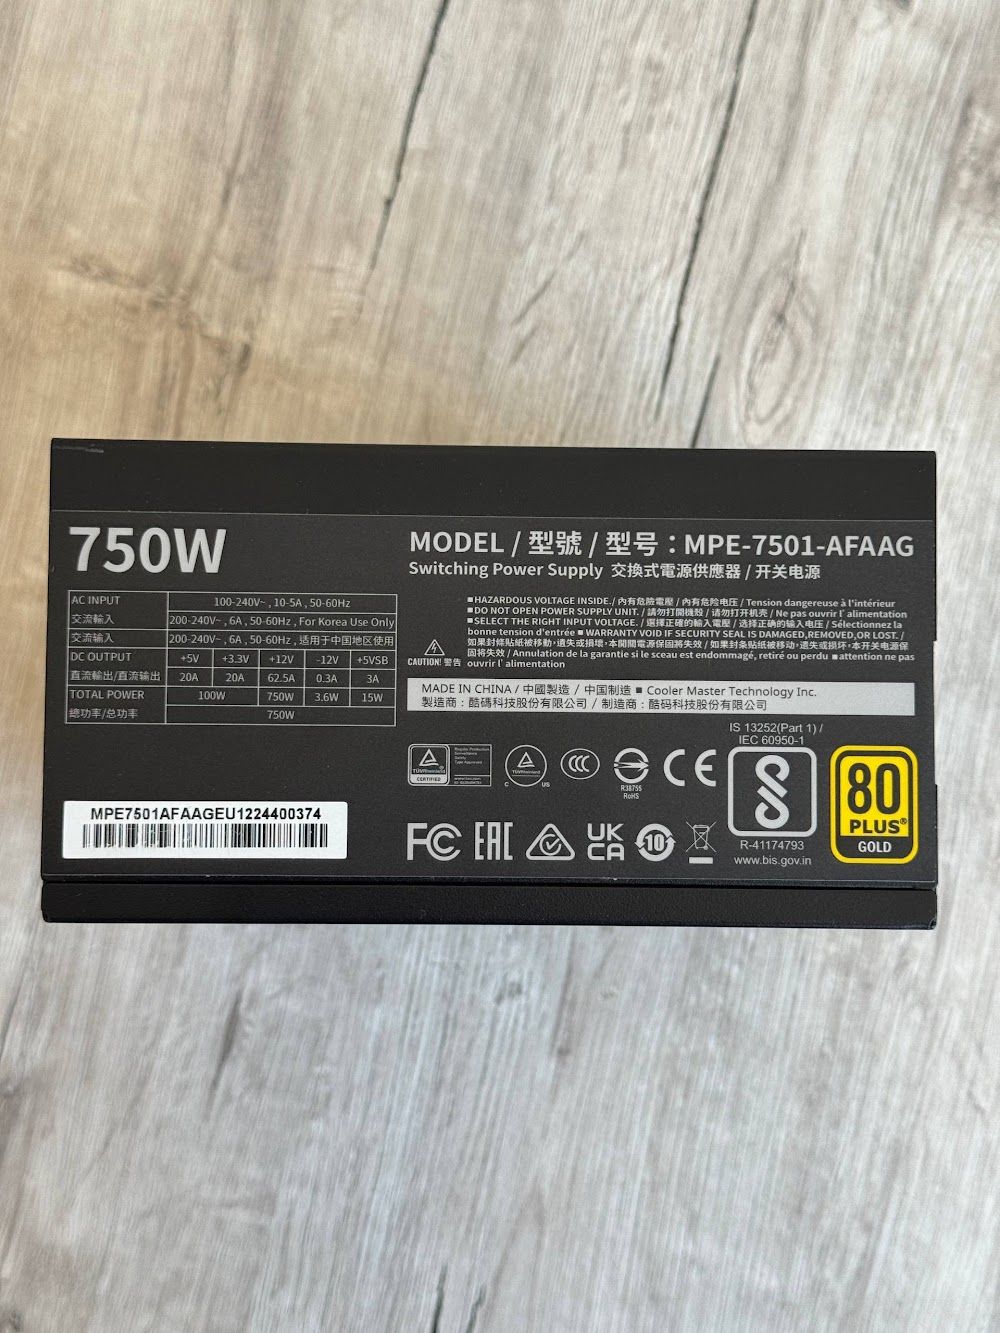 750W
AC INPUT 100-240V~ , 10-5A , 50-60Hz
交流輸入 200-240V~ , 6A , 50-60Hz , For Korea Use Only
交流输入 200-240V~ , 6A , 50-60Hz , 适用于中国地区使用
DC OUTPUT +5V +3.3V +12V -12V +5VSB
直流輸出/直流输出 20A 20A 62.5A 0.3A 3A
TOTAL POWER 100W 750W 3.6W 15W
總功率/总功率 750W
MPE7501AFAAGEU1224400374
MODEL / 型號 / 型号：MPE-7501-AFAAG
Switching Power Supply 交換式電源供應器 / 开关电源
■ HAZARDOUS VOLTAGE INSIDE. / 內有危險電壓 / 内有危险电压 / Tension dangereuse à l'intérieur
■ DO NOT OPEN POWER SUPPLY UNIT. / 請勿打開機殼 / 请勿打开机壳 / Ne pas ouvrir l' alimentation
■ SELECT THE RIGHT INPUT VOLTAGE. / 選擇正確的輸入電壓 / 选择正确的输入电压 / Sélectionnez la
bonne tension d'entrée ■ WARRANTY VOID IF SECURITY SEAL IS DAMAGED,REMOVED,OR LOST. /
如果封條貼紙被移動，遺失或損壞，本開關電源保固將失效 / 如果封条贴纸被移动，遗失或损坏，本开关电源保
固将失效 / Annulation de la garantie si le sceau est endommagé, retiré ou perdu ■ attention ne pas
ouvrir l' alimentation
CAUTION! 警告
MADE IN CHINA / 中國製造 / 中国制造 ■ Cooler Master Technology Inc.
製造商：酷碼科技股份有限公司 / 制造商：酷码科技股份有限公司
TÜVRheinland
CERTIFIED
Regular Production
Surveillance
Safety
Type Approved
TÜVRheinland
C US
CCC
R38755
RoHS
CE
IS 13252(Part 1) /
IEC 60950-1
R-41174793
www.bis.gov.in
80
PLUS®
GOLD
FC
EAC
UK
CA
10